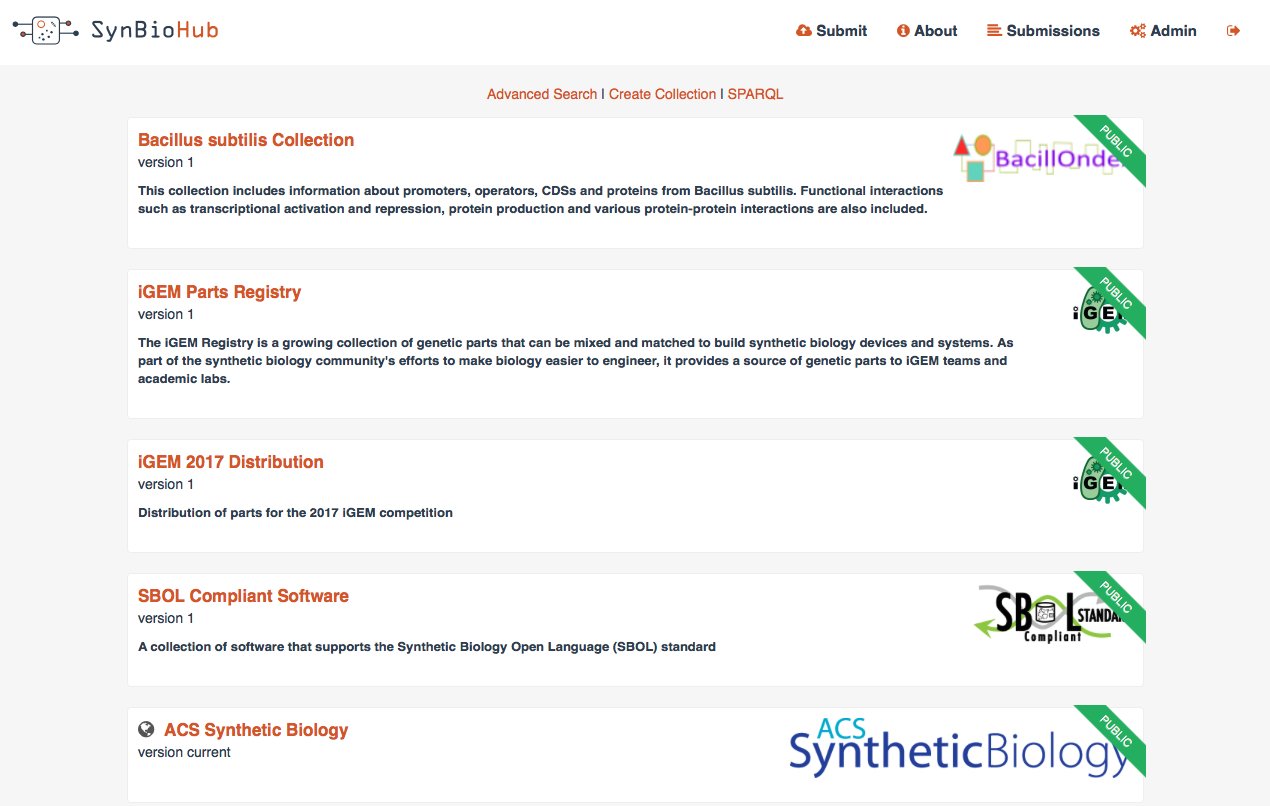 SynBioHub
Submit About Submissions Admin
Advanced Search | Create Collection | SPARQL
Bacillus subtilis Collection
version 1
This collection includes information about promoters, operators, CDSs and proteins from Bacillus subtilis. Functional interactions
such as transcriptional activation and repression, protein production and various protein-protein interactions are also included.
BacillOnde
PUBLIC
iGEM Parts Registry
version 1
The iGEM Registry is a growing collection of genetic parts that can be mixed and matched to build synthetic biology devices and systems. As
part of the synthetic biology community's efforts to make biology easier to engineer, it provides a source of genetic parts to iGEM teams and
academic labs.
iGE
PUBLIC
iGEM 2017 Distribution
version 1
Distribution of parts for the 2017 iGEM competition
iGE
PUBLIC
SBOL Compliant Software
version 1
A collection of software that supports the Synthetic Biology Open Language (SBOL) standard
SBOL STANDA
Compliant
PUBLIC
ACS Synthetic Biology
version current
ACS
SyntheticBiology
PUBLIC